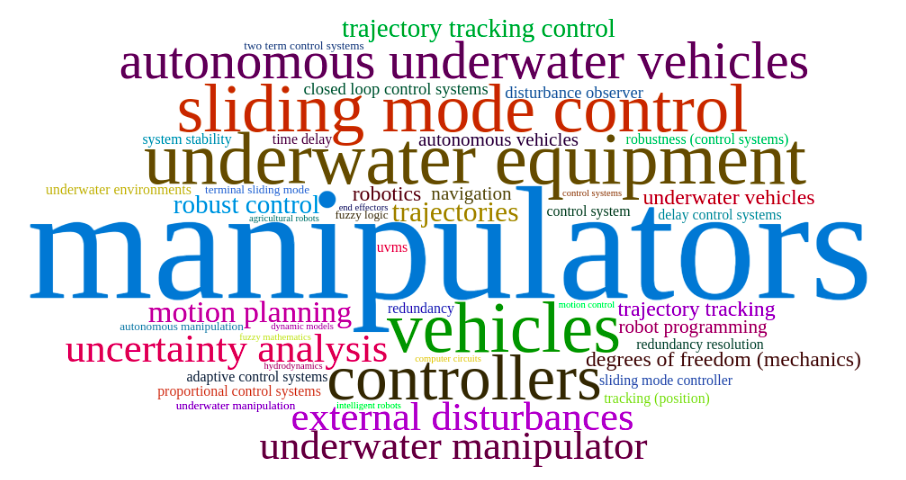 trajectory tracking control
two term control systems
autonomous underwater vehicles
closed loop control systems
disturbance observer
sliding mode control
system stability
time delay
autonomous vehicles
robustness (control systems)
underwater equipment
underwater environments
terminal sliding mode
robotics
navigation
control systems
underwater vehicles
robust control
agricultural robots
end effectors
fuzzy logic
trajectories
control system
delay control systems
manipulators
uvms
motion planning
redundancy
motion control
trajectory tracking
autonomous manipulation
dynamic models
vehicles
robot programming
fuzzy mathematics
redundancy resolution
uncertainty analysis
hydrodynamics
computer circuits
degrees of freedom (mechanics)
adaptive control systems
controllers
sliding mode controller
proportional control systems
tracking (position)
underwater manipulation
intelligent robots
external disturbances
underwater manipulator